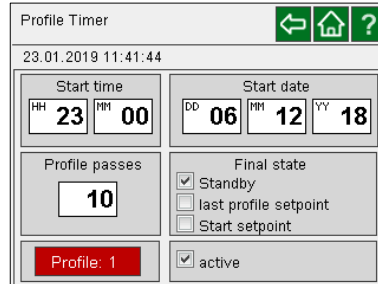 Profile Timer
?
23.01.2019 11:41:44
Start time
HH 23 MM 00
Start date
DD 06 MM 12 YY 18
Profile passes
10
Final state
Standby
last profile setpoint
Start setpoint
Profile: 1
active